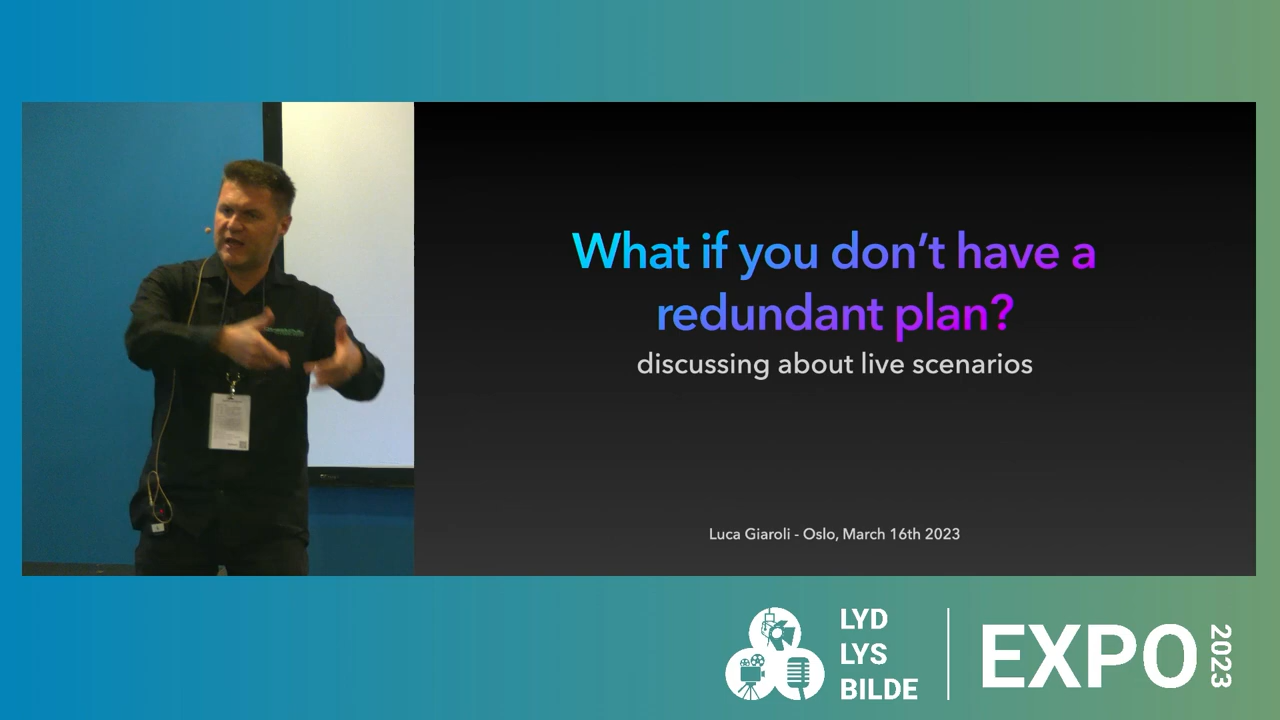 What if you don't have a
redundant plan?
discussing about live scenarios
Luca Giaroli - Oslo, March 16th 2023
LYD
LYS
BILDE
EXPO
2023